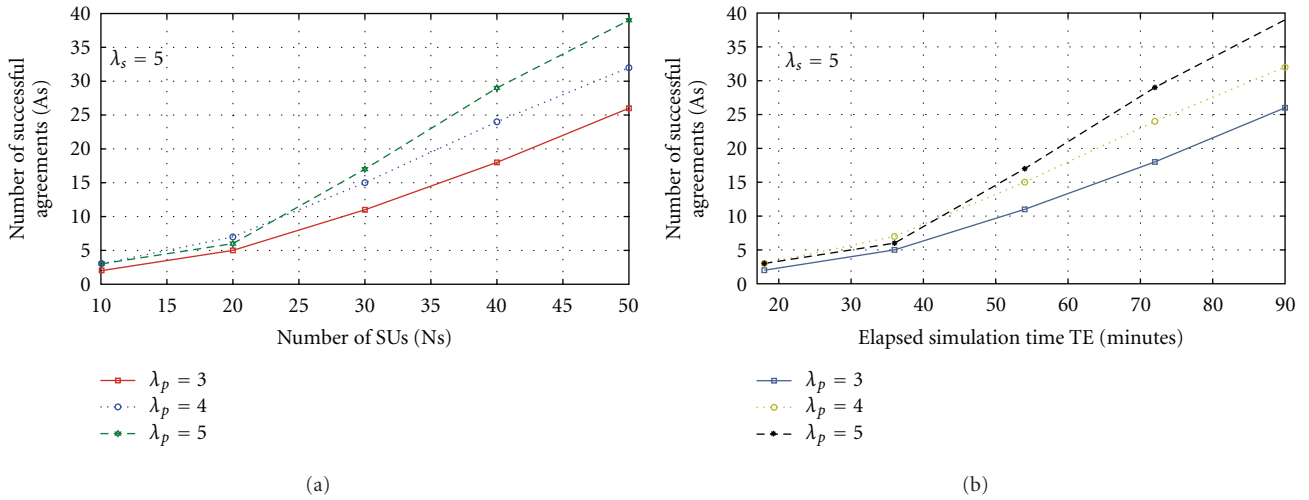 40
35
30
25
20
15
10
5
0
Number of successful
agreements (As)
λs = 5
10 15 20 25 30 35 40 45 50
Number of SUs (Ns)
λp = 3
λp = 4
λp = 5
(a)
40
35
30
25
20
15
10
5
0
Number of successful
agreements (As)
λs = 5
20 30 40 50 60 70 80 90
Elapsed simulation time TE (minutes)
λp = 3
λp = 4
λp = 5
(b)